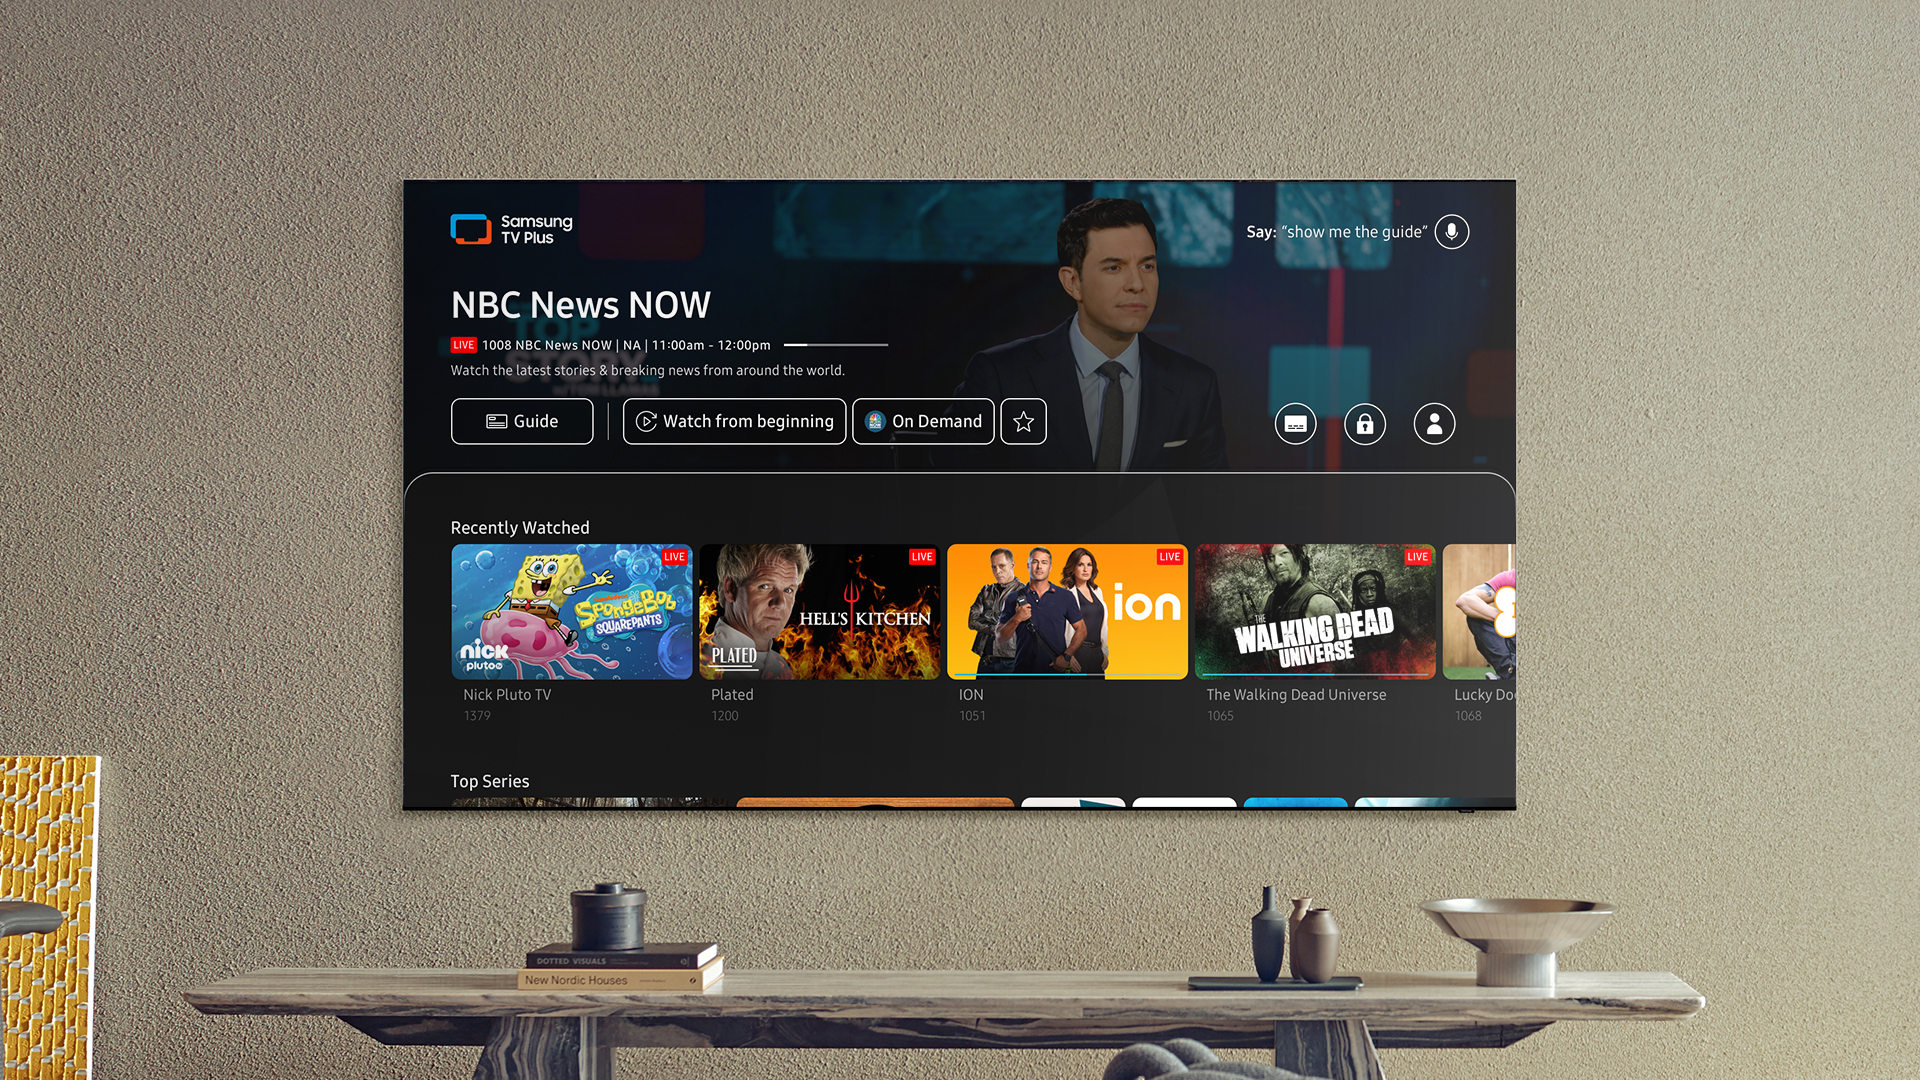 Samsung
TV Plus
Say: “show me the guide”
NBC News NOW
TOP
STORY
LIVE 1008 NBC News NOW | NA | 11:00am - 12:00pm
Watch the latest stories & breaking news from around the world.
Guide
Watch from beginning
On Demand
Recently Watched
LIVE
SpongeBob
SQUAREPANTS
nick
pluto tv
LIVE
HELL'S KITCHEN
PLATED
LIVE
ion
LIVE
THE
WALKING DEAD
UNIVERSE
Nick Pluto TV
Plated
ION
The Walking Dead Universe
Lucky Do
1379
1200
1051
1065
1068
Top Series
DOTTED VISUALS
New Nordic Houses